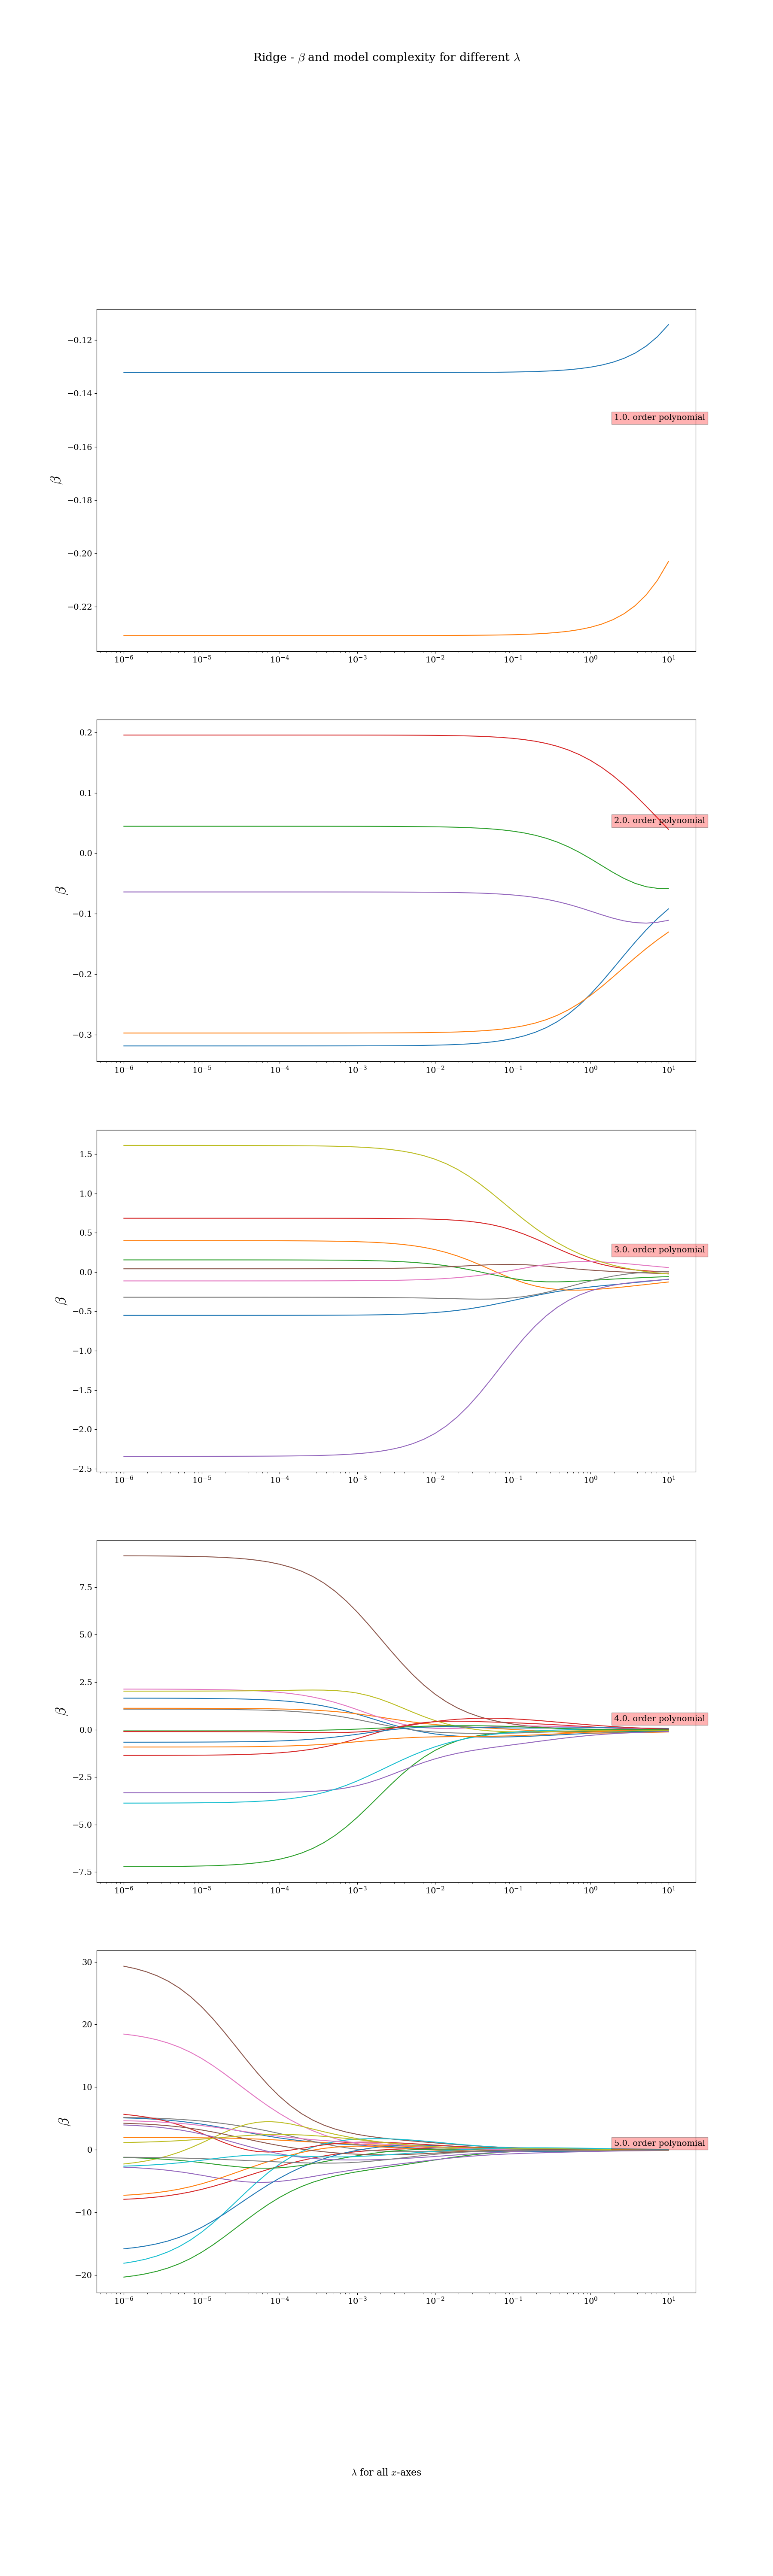 Ridge - β and model complexity for different λ
−0.12
−0.14
1.0. order polynomial
−0.16
β
−0.18
−0.20
−0.22
10⁻⁶ 10⁻⁵ 10⁻⁴ 10⁻³ 10⁻² 10⁻¹ 10⁰ 10¹
0.2
0.1
2.0. order polynomial
0.0
β
−0.1
−0.2
−0.3
10⁻⁶ 10⁻⁵ 10⁻⁴ 10⁻³ 10⁻² 10⁻¹ 10⁰ 10¹
1.5
1.0
0.5
3.0. order polynomial
0.0
β
−0.5
−1.0
−1.5
−2.0
−2.5
10⁻⁶ 10⁻⁵ 10⁻⁴ 10⁻³ 10⁻² 10⁻¹ 10⁰ 10¹
7.5
5.0
2.5
β
4.0. order polynomial
0.0
−2.5
−5.0
−7.5
10⁻⁶ 10⁻⁵ 10⁻⁴ 10⁻³ 10⁻² 10⁻¹ 10⁰ 10¹
30
20
10
β
5.0. order polynomial
0
−10
−20
10⁻⁶ 10⁻⁵ 10⁻⁴ 10⁻³ 10⁻² 10⁻¹ 10⁰ 10¹
λ for all x-axes